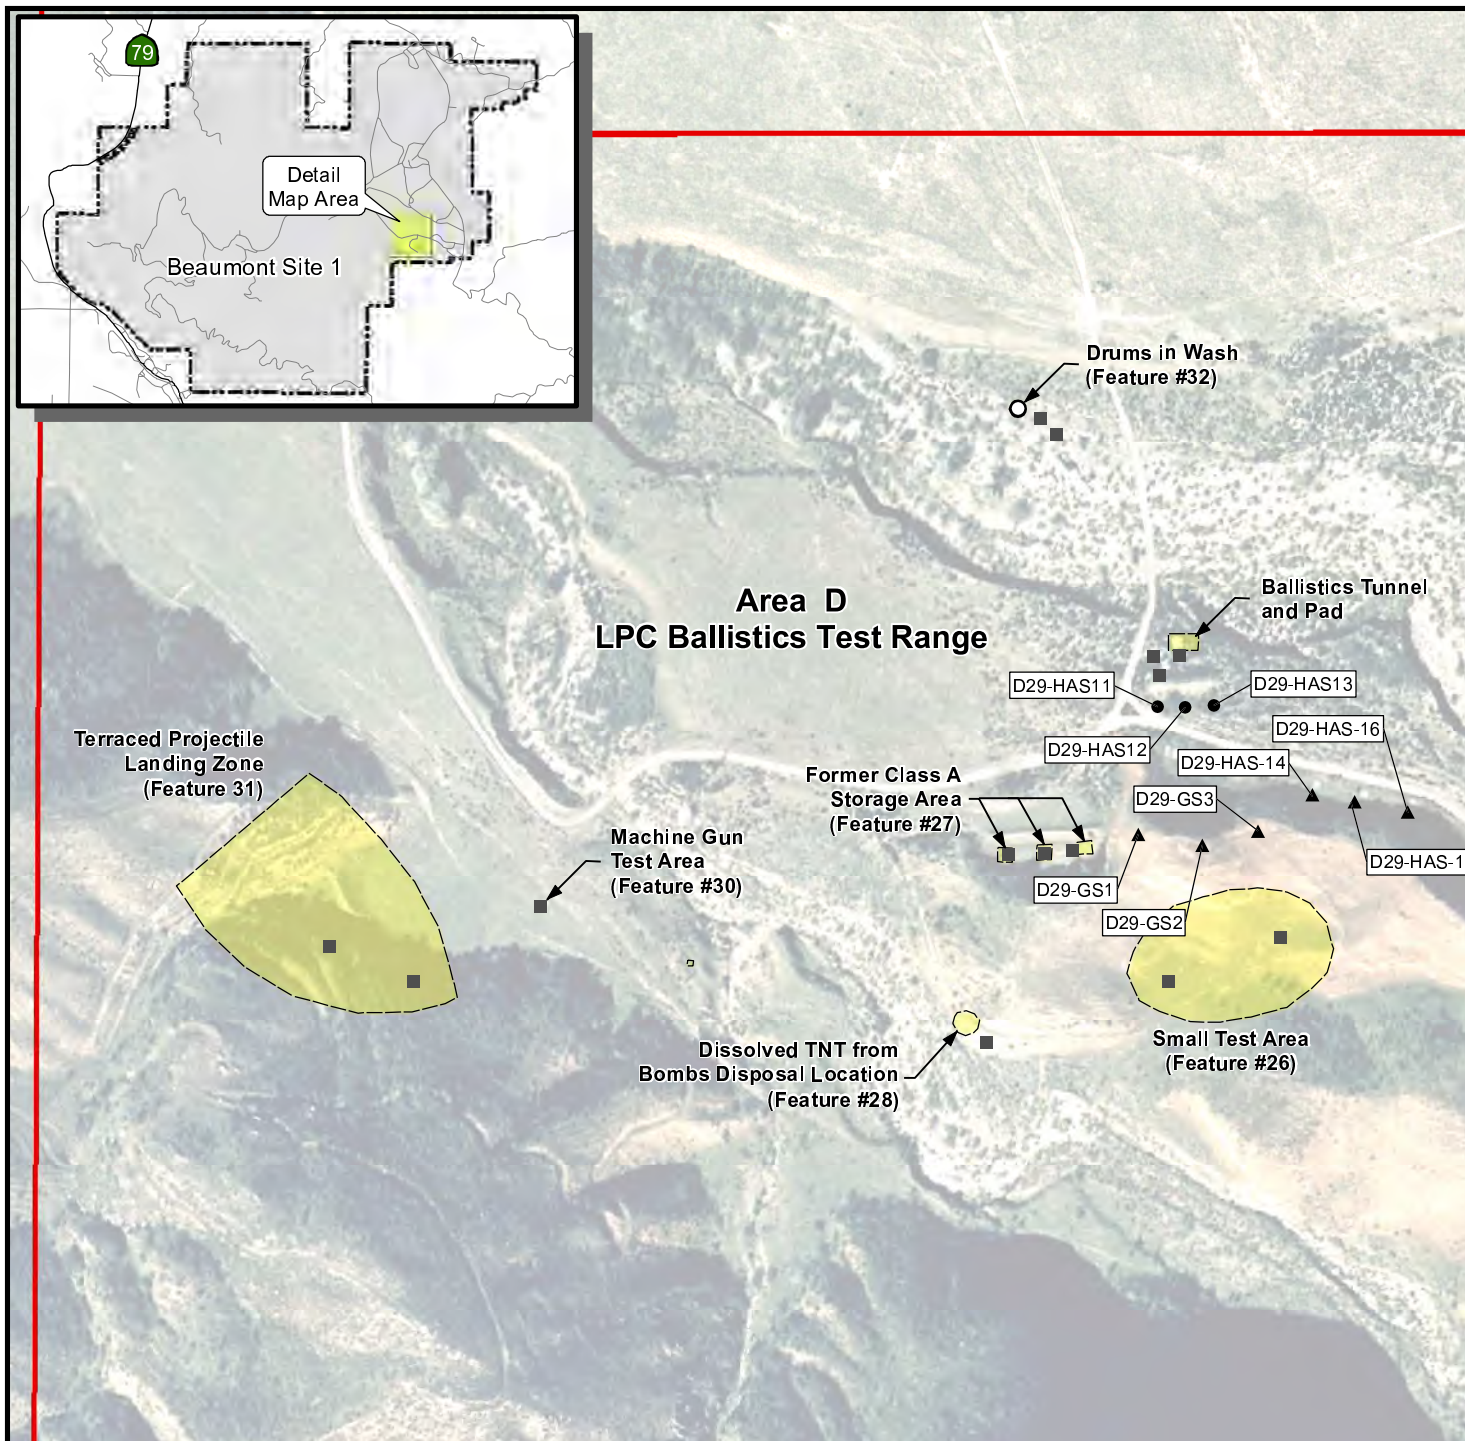 79
Detail
Map Area
Beaumont Site 1
Drums in Wash
(Feature #32)
Area D
LPC Ballistics Test Range
Ballistics Tunnel
and Pad
D29-HAS11
D29-HAS13
D29-HAS12
D29-HAS-16
D29-HAS-14
D29-GS3
D29-HAS-1
D29-GS1
D29-GS2
Terraced Projectile
Landing Zone
(Feature 31)
Former Class A
Storage Area
(Feature #27)
Machine Gun
Test Area
(Feature #30)
Small Test Area
(Feature #26)
Dissolved TNT from
Bombs Disposal Location
(Feature #28)